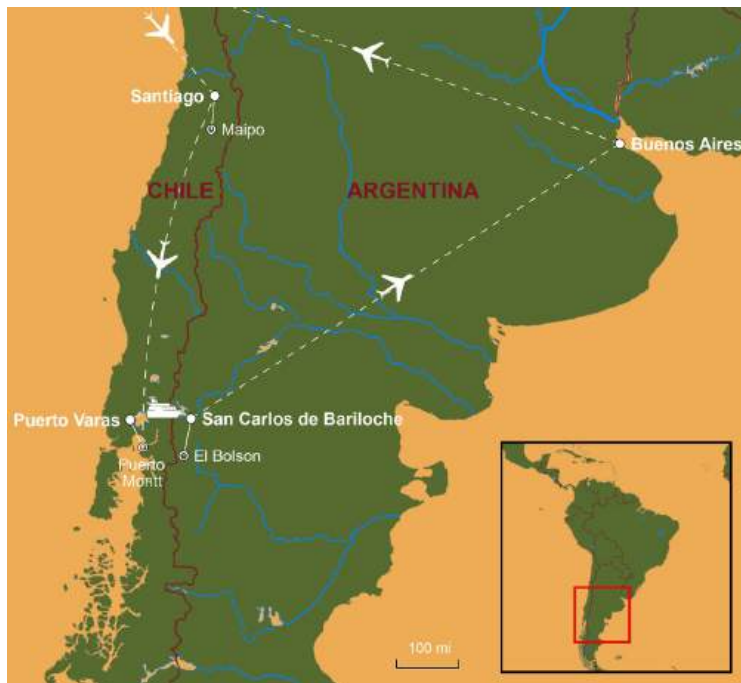 Santiago
Maipo
Buenos Aires
CHILE
ARGENTINA
Puerto Varas
San Carlos de Bariloche
Puerto
Montt
El Bolson
100 mi